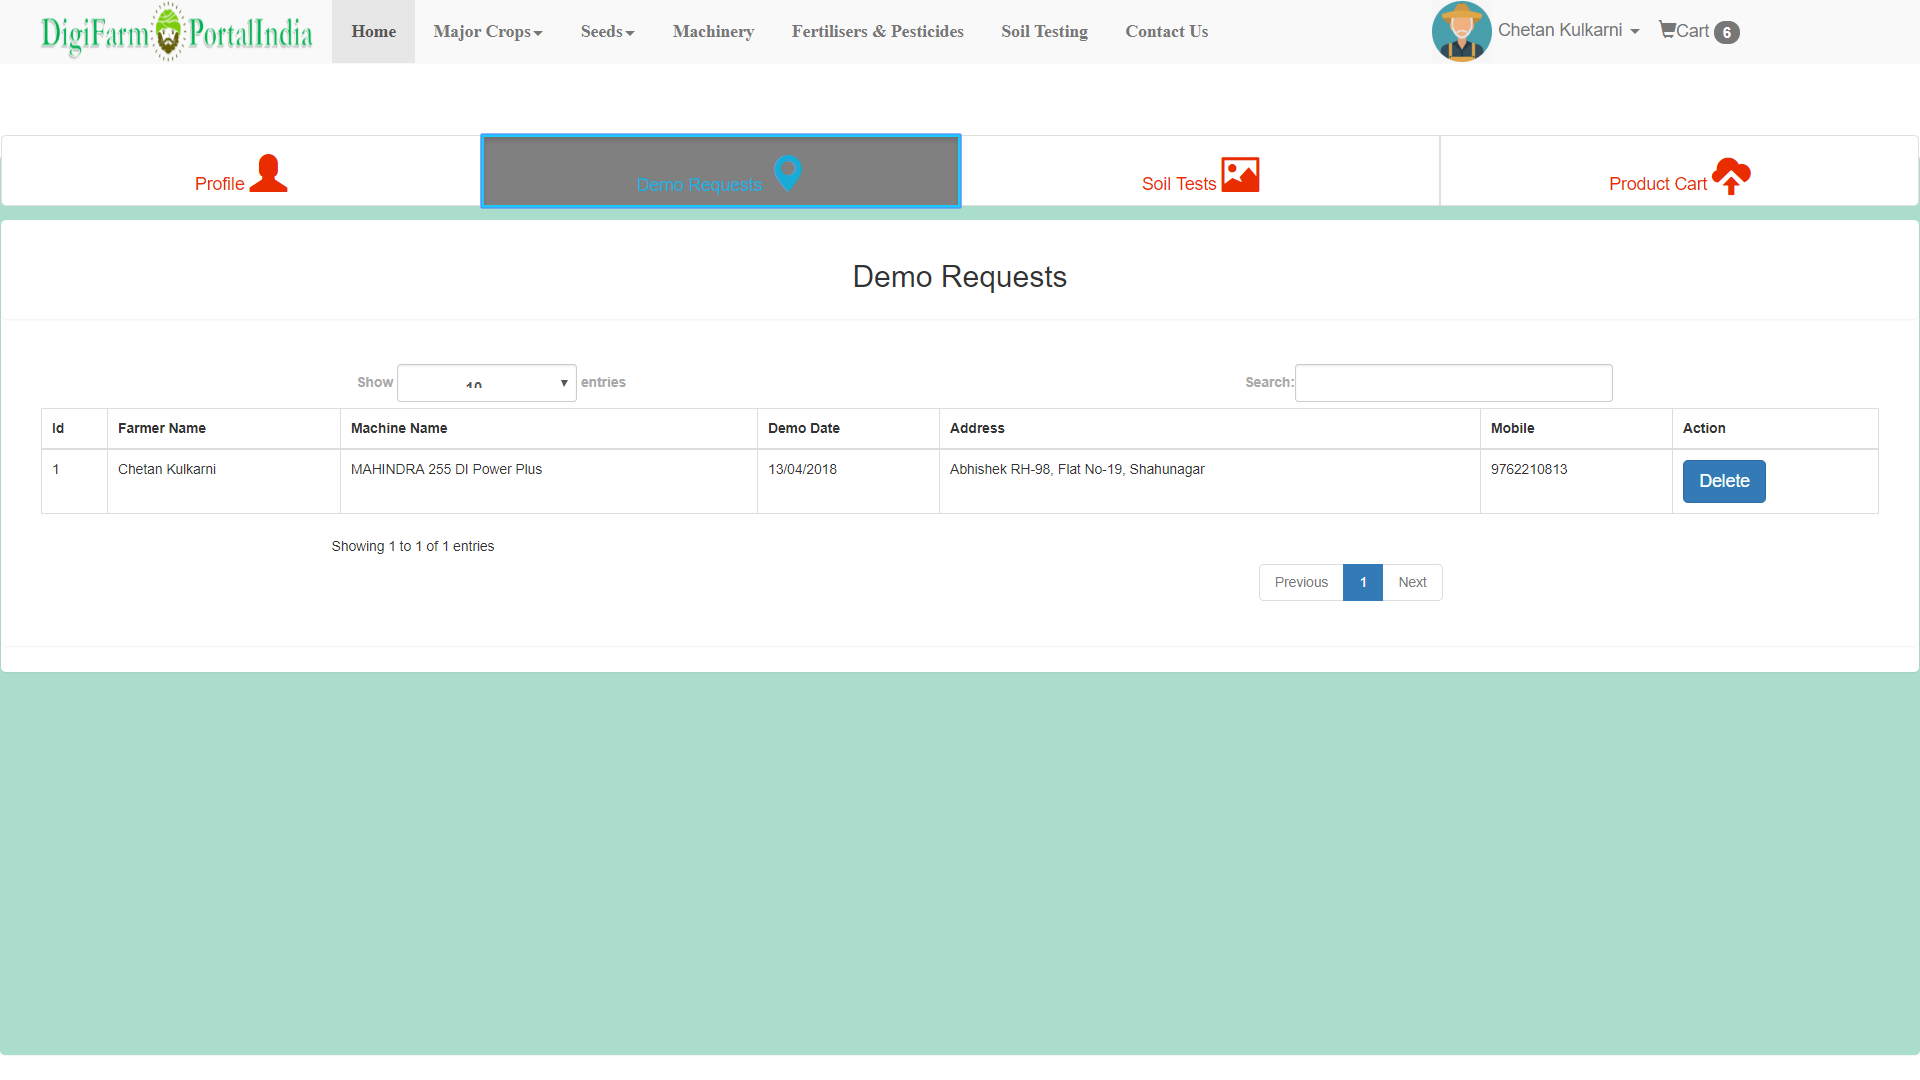 DigiFarm PortalIndia Home Major Crops Seeds Machinery Fertilisers & Pesticides Soil Testing Contact Us Chetan Kulkarni Cart 6
Profile Demo Requests Soil Tests Product Cart
Demo Requests
Show 10 entries Search:
Id Farmer Name Machine Name Demo Date Address Mobile Action
1 Chetan Kulkarni MAHINDRA 255 DI Power Plus 13/04/2018 Abhishek RH-98, Flat No-19, Shahunagar 9762210813 Delete
Showing 1 to 1 of 1 entries
Previous 1 Next